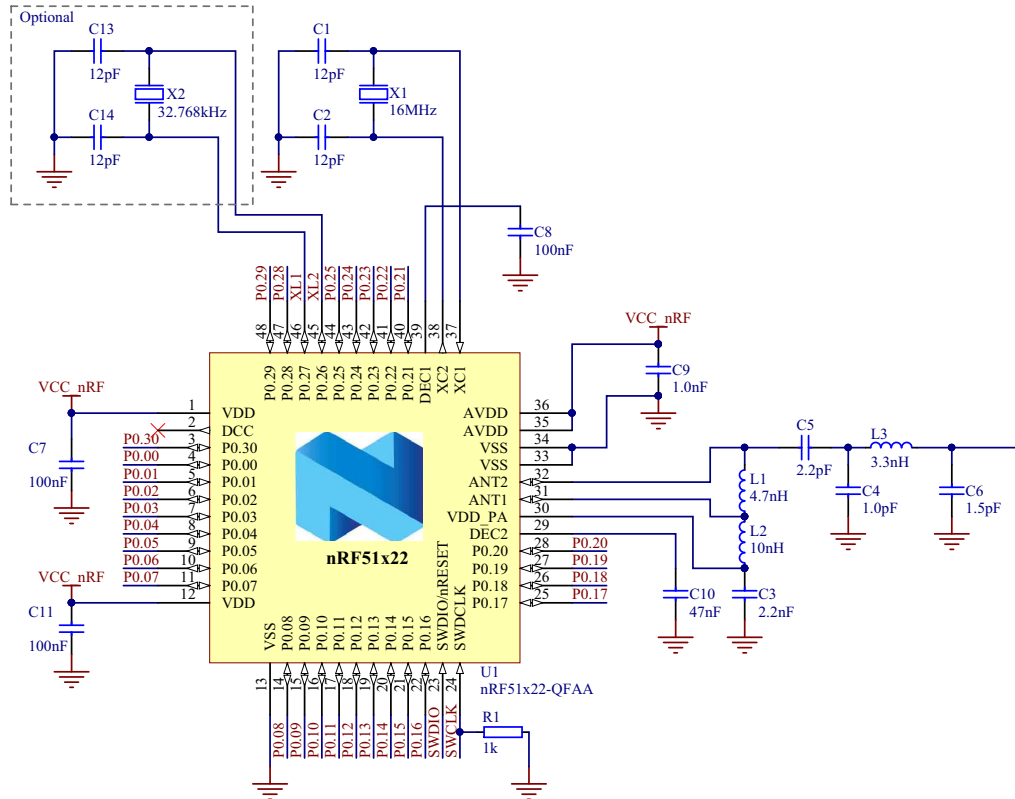 Optional
C13
12pF
X2
32.768kHz
C14
12pF
C1
12pF
X1
16MHz
C2
12pF
C8
100nF
P0.29
P0.28
XL1
XL2
P0.25
P0.24
P0.23
P0.22
P0.21
48
47
46
45
44
43
42
41
40
39
38
37
P0.29
P0.28
P0.27
P0.26
P0.25
P0.24
P0.23
P0.22
P0.21
DEC1
XC2
XC1
VCC_nRF
C9
1.0nF
VCC_nRF
C7
100nF
VCC_nRF
C11
100nF
P0.30
P0.00
P0.01
P0.02
P0.03
P0.04
P0.05
P0.06
P0.07
1
2
3
4
5
6
7
8
9
10
11
12
VDD
DCC
P0.30
P0.00
P0.01
P0.02
P0.03
P0.04
P0.05
P0.06
P0.07
VDD
nRF51x22
AVDD
AVDD
VSS
VSS
ANT2
ANT1
VDD_PA
DEC2
P0.20
P0.19
P0.18
P0.17
36
35
34
33
32
31
30
29
28
27
26
25
P0.20
P0.19
P0.18
P0.17
C5
2.2pF
L3
3.3nH
L1
4.7nH
C4
1.0pF
C6
1.5pF
L2
10nH
C10
47nF
C3
2.2nF
VSS
P0.08
P0.09
P0.10
P0.11
P0.12
P0.13
P0.14
P0.15
P0.16
SWDIO/nRESET
SWDCLK
13
14
15
16
17
18
19
20
21
22
23
24
P0.08
P0.09
P0.10
P0.11
P0.12
P0.13
P0.14
P0.15
P0.16
SWDIO
SWCLK
U1
nRF51x22-QFAA
R1
1k